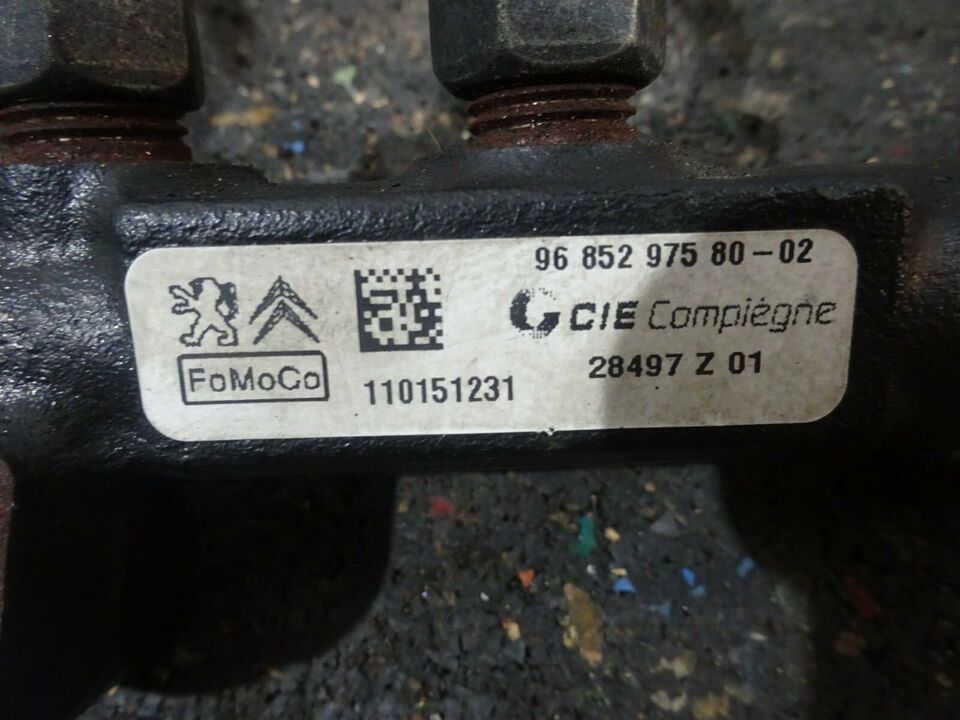 96 852 975 80-02
CIE Compiègne
FoMoCo
110151231
28497 Z 01